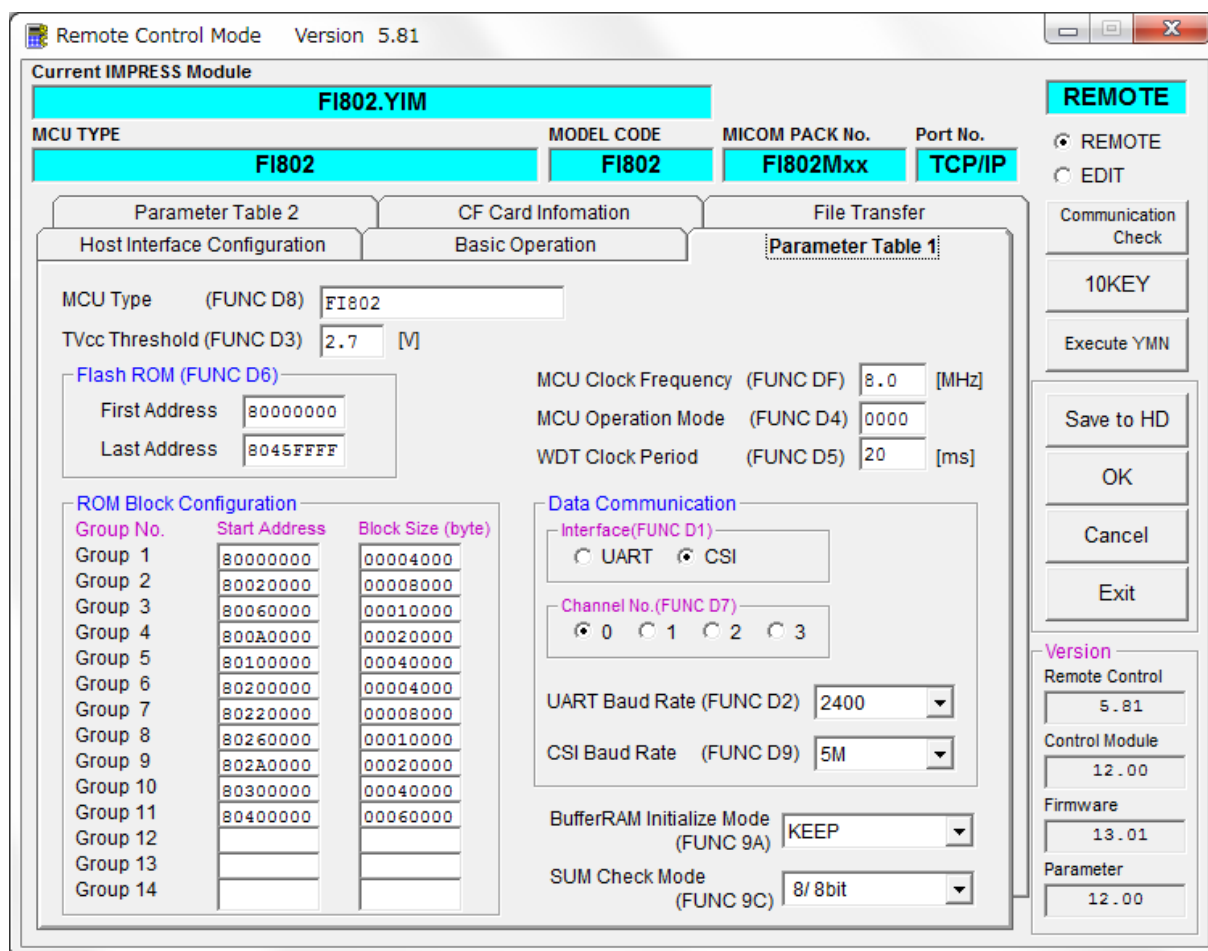 Remote Control Mode Version 5.81
Current IMPRESS Module
FI802.YIM
REMOTE
MCU TYPE MODEL CODE MICOM PACK No. Port No.
FI802 FI802 FI802Mxx TCP/IP
REMOTE
EDIT
Parameter Table 2 CF Card Infomation File Transfer
Host Interface Configuration Basic Operation Parameter Table 1
MCU Type (FUNC D8) FI802
TVcc Threshold (FUNC D3) 2.7 [V]
Flash ROM (FUNC D6)
First Address 80000000
Last Address 8045FFFF
MCU Clock Frequency (FUNC DF) 8.0 [MHz]
MCU Operation Mode (FUNC D4) 0000
WDT Clock Period (FUNC D5) 20 [ms]
ROM Block Configuration
Group No. Start Address Block Size (byte)
Group 1 80000000 00004000
Group 2 80020000 00008000
Group 3 80060000 00010000
Group 4 800A0000 00020000
Group 5 80100000 00040000
Group 6 80200000 00004000
Group 7 80220000 00008000
Group 8 80260000 00010000
Group 9 802A0000 00020000
Group 10 80300000 00040000
Group 11 80400000 00060000
Group 12
Group 13
Group 14
Data Communication
Interface(FUNC D1)
UART CSI
Channel No.(FUNC D7)
0 1 2 3
UART Baud Rate (FUNC D2) 2400
CSI Baud Rate (FUNC D9) 5M
BufferRAM Initialize Mode
(FUNC 9A)
KEEP
SUM Check Mode
(FUNC 9C)
8/ 8bit
Communication
Check
10KEY
Execute YMN
Save to HD
OK
Cancel
Exit
Version
Remote Control
5.81
Control Module
12.00
Firmware
13.01
Parameter
12.00